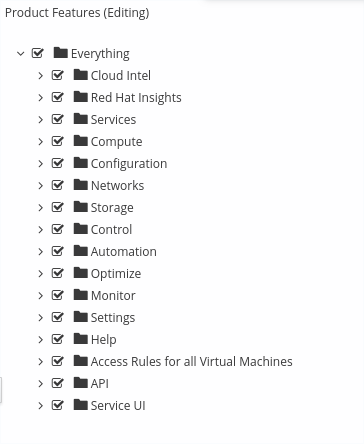 Product Features (Editing)
Everything
Cloud Intel
Red Hat Insights
Services
Compute
Configuration
Networks
Storage
Control
Automation
Optimize
Monitor
Settings
Help
Access Rules for all Virtual Machines
API
Service UI